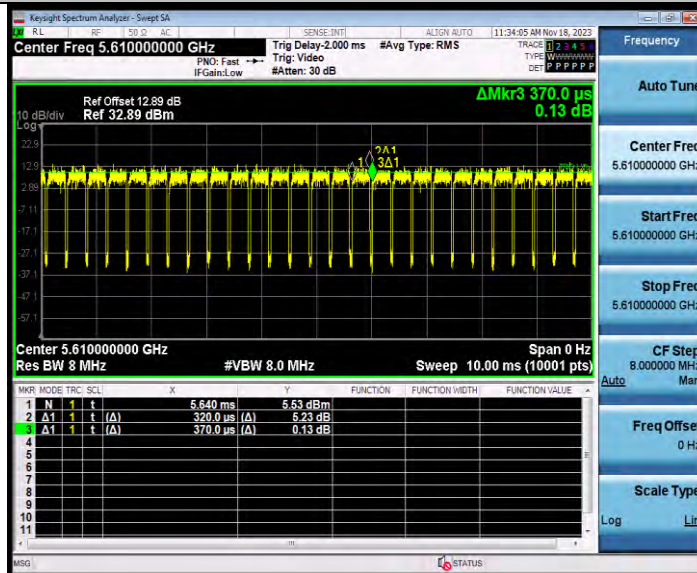 Keysight Spectrum Analyzer - Swept SA
RL RF 50 Ω AC SENSE:INT ALIGN AUTO 11:34:05 AM Nov 18, 2023
Center Freq 5.610000000 GHz
PNO: Fast
IFGain:Low
Trig Delay-2.000 ms
Trig: Video
#Atten: 30 dB
#Avg Type: RMS
TRACE 1 2 3 4 5 6
TYPE W
DET P P P P P P
Frequency
Auto Tune
Center Freq
5.610000000 GHz
Start Freq
5.610000000 GHz
Stop Freq
5.610000000 GHz
CF Step
8.000000 MHz
Auto Man
Freq Offset
0 Hz
Scale Type
Log Lin
ΔMkr3 370.0 µs
0.13 dB
Ref Offset 12.89 dB
10 dB/div Ref 32.89 dBm
Log
22.9
12.9
2.89
-7.11
-17.1
-27.1
-37.1
-47.1
-57.1
2Δ1
1 3Δ1
Center 5.610000000 GHz Span 0 Hz
Res BW 8 MHz #VBW 8.0 MHz Sweep 10.00 ms (10001 pts)
MKR MODE TRC SCL X Y FUNCTION FUNCTION WIDTH FUNCTION VALUE
1 N 1 t 5.640 ms 5.53 dBm
2 Δ1 1 t (Δ) 320.0 µs (Δ) 5.23 dB
3 Δ1 1 t (Δ) 370.0 µs (Δ) 0.13 dB
4
5
6
7
8
9
10
11
MSG STATUS